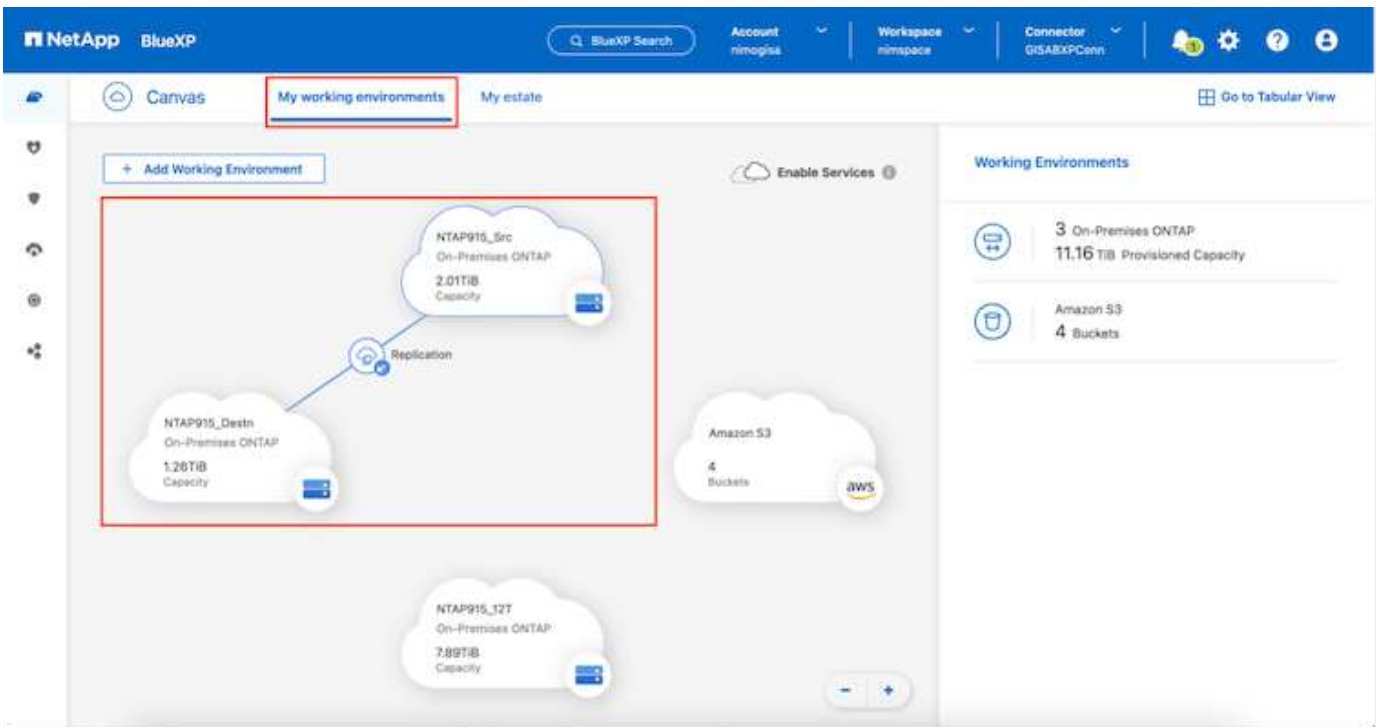 NetApp BlueXP
BlueXP Search
Account
nimogisa
Workspace
nimspace
Connector
GISABXPConn
1
Canvas
My working environments
My estate
Go to Tabular View
+ Add Working Environment
Enable Services
Working Environments
3 On-Premises ONTAP
11.16 TiB Provisioned Capacity
Amazon S3
4 Buckets
NTAP915_Src
On-Premises ONTAP
2.01TiB
Capacity
Replication
NTAP915_Destn
On-Premises ONTAP
1.26TiB
Capacity
Amazon S3
4
Buckets
aws
NTAP915_12T
On-Premises ONTAP
7.89TiB
Capacity
- +